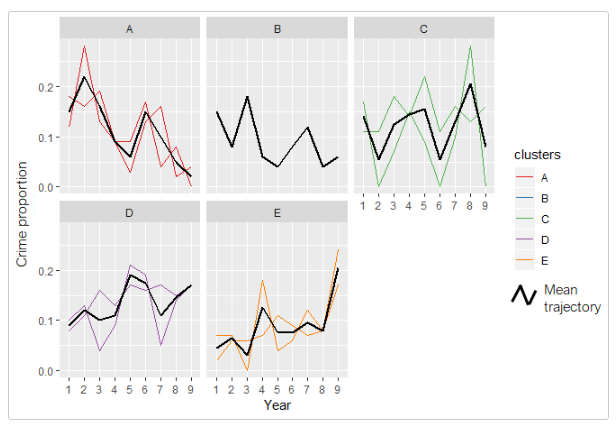 A B C
Crime proportion
0.2
0.1
0.0
1 2 3 4 5 6 7 8 9
D E
clusters
A
B
C
D
E
Mean
trajectory
0.2
0.1
0.0
1 2 3 4 5 6 7 8 9 1 2 3 4 5 6 7 8 9
Year